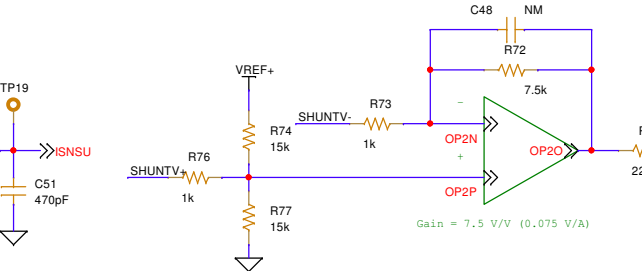 C48 NM
R72
7.5k
VREF+
TP19
R73
SHUNTV-
1k
R74
15k
−
OP2N
ISNSU
R76
SHUNTV+
1k
+
OP2O
OP2P
C51
470pF
R77
15k
Gain = 7.5 V/V (0.075 V/A)